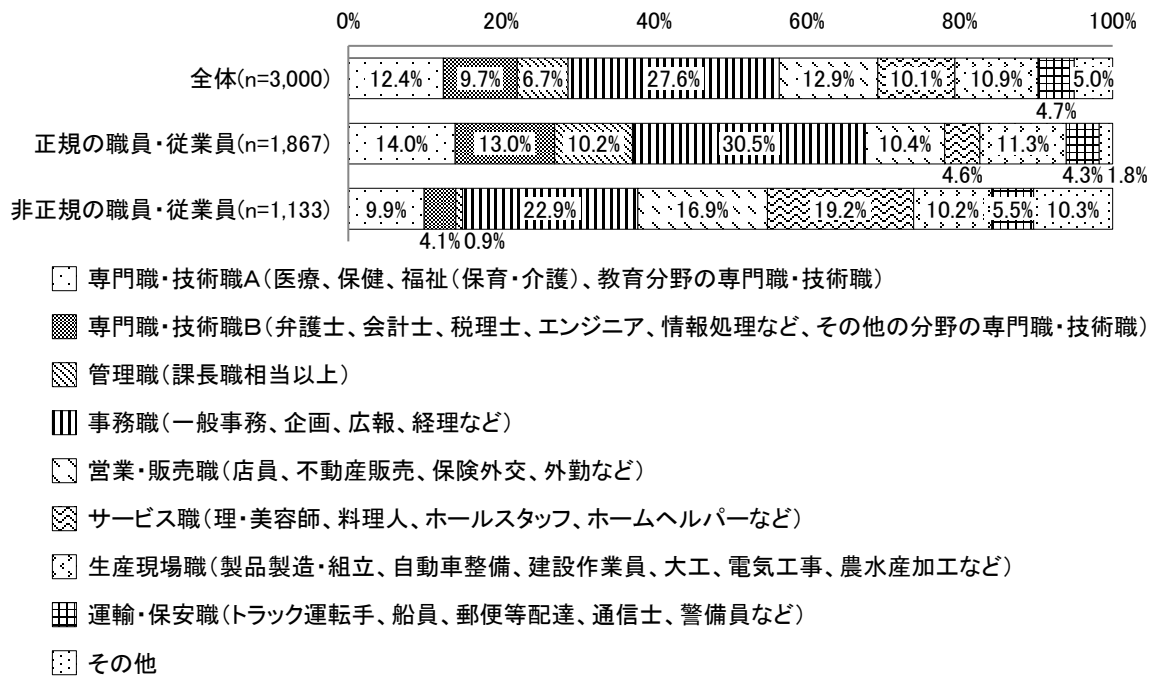 0% 20% 40% 60% 80% 100%
全体(n=3,000) 12.4% 9.7% 6.7% 27.6% 12.9% 10.1% 10.9% 5.0%
4.7%
正規の職員・従業員(n=1,867) 14.0% 13.0% 10.2% 30.5% 10.4% 11.3%
4.6% 4.3% 1.8%
非正規の職員・従業員(n=1,133) 9.9% 22.9% 16.9% 19.2% 10.2% 5.5% 10.3%
4.1% 0.9%
専門職・技術職A(医療、保健、福祉(保育・介護)、教育分野の専門職・技術職)
専門職・技術職B(弁護士、会計士、税理士、エンジニア、情報処理など、その他の分野の専門職・技術職)
管理職(課長職相当以上)
事務職(一般事務、企画、広報、経理など)
営業・販売職(店員、不動産販売、保険外交、外勤など)
サービス職(理・美容師、料理人、ホールスタッフ、ホームヘルパーなど)
生産現場職(製品製造・組立、自動車整備、建設作業員、大工、電気工事、農水産加工など)
運輸・保安職(トラック運転手、船員、郵便等配達、通信士、警備員など)
その他